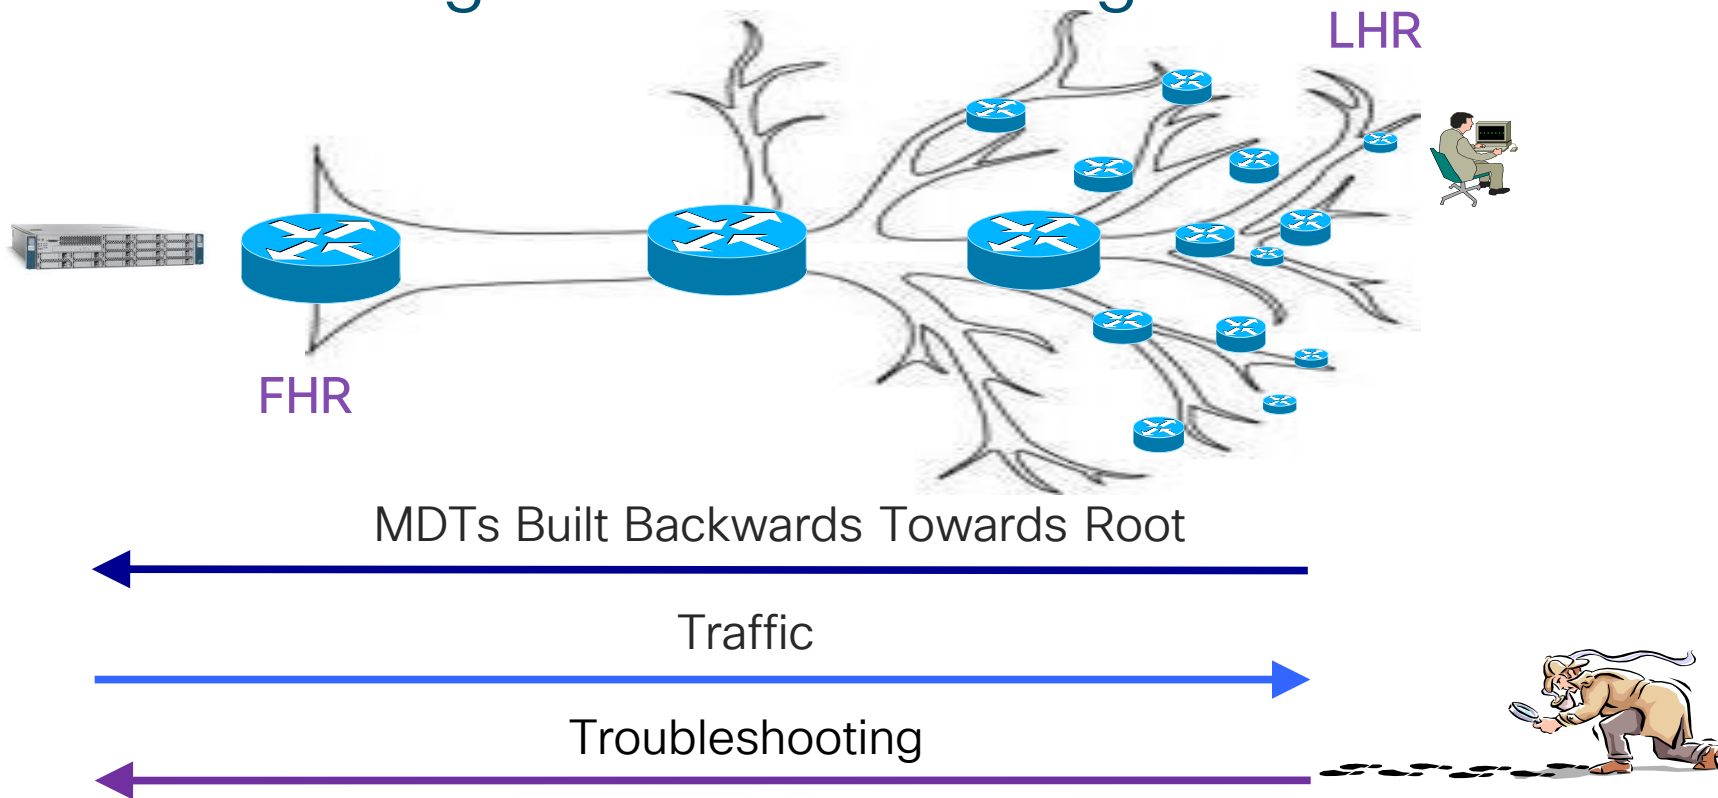 LHR
FHR
MDTs Built Backwards Towards Root
Traffic
Troubleshooting